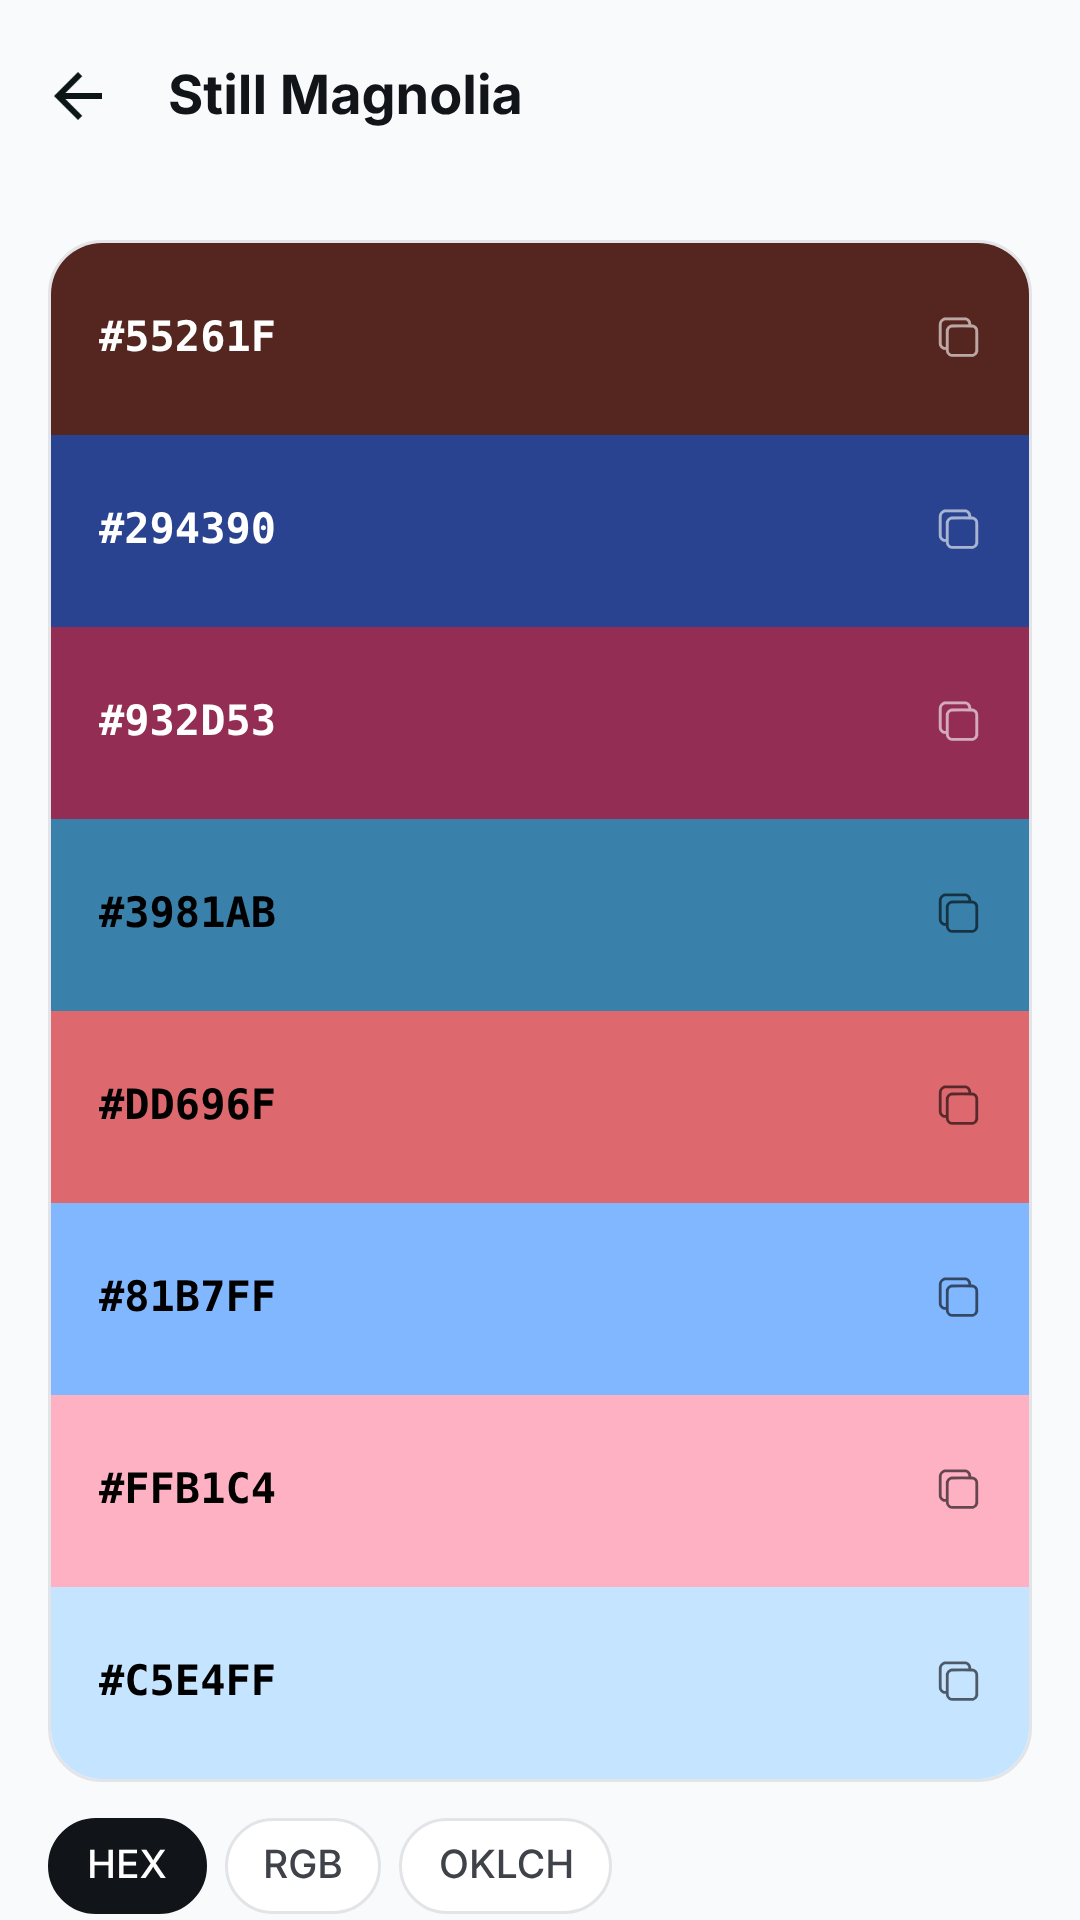 Still Magnolia
#55261F
#294390
#932D53
#3981AB
#DD696F
#81B7FF
#FFB1C4
#C5E4FF
HEX RGB OKLCH